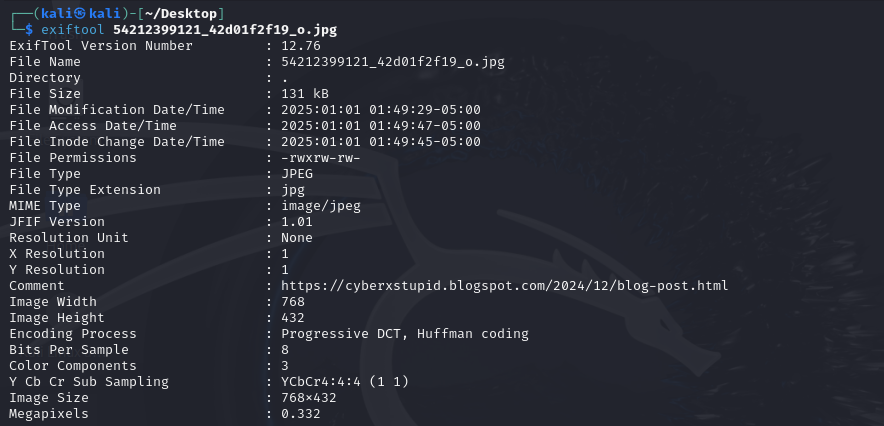 ┌──(kali㉿kali)-[~/Desktop]
└─$ exiftool 54212399121_42d01f2f19_o.jpg
ExifTool Version Number         : 12.76
File Name                       : 54212399121_42d01f2f19_o.jpg
Directory                       : .
File Size                       : 131 kB
File Modification Date/Time     : 2025:01:01 01:49:29-05:00
File Access Date/Time           : 2025:01:01 01:49:47-05:00
File Inode Change Date/Time     : 2025:01:01 01:49:45-05:00
File Permissions                : -rwxrw-rw-
File Type                       : JPEG
File Type Extension             : jpg
MIME Type                       : image/jpeg
JFIF Version                    : 1.01
Resolution Unit                 : None
X Resolution                    : 1
Y Resolution                    : 1
Comment                         : https://cyberxstupid.blogspot.com/2024/12/blog-post.html
Image Width                     : 768
Image Height                    : 432
Encoding Process                : Progressive DCT, Huffman coding
Bits Per Sample                 : 8
Color Components                : 3
Y Cb Cr Sub Sampling            : YCbCr4:4:4 (1 1)
Image Size                      : 768×432
Megapixels                      : 0.332